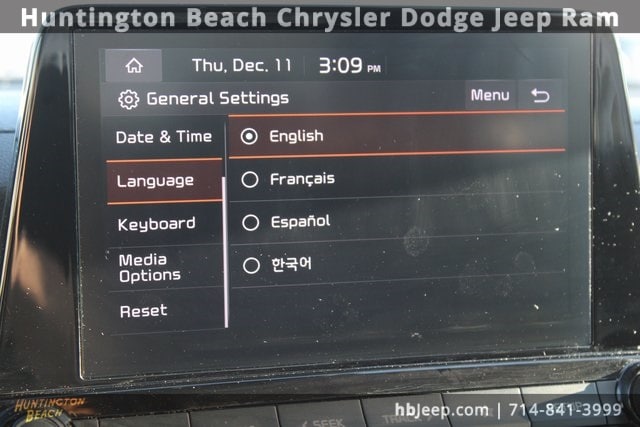 Huntington Beach Chrysler Dodge Jeep Ram
Thu, Dec. 11 3:09 PM
General Settings Menu
Date & Time
Language
Keyboard
Media
Options
Reset
English
Français
Español
한국어
SEEK
TRACK
HUNTINGTON
BEACH
hbjeep.com | 714-841-3999